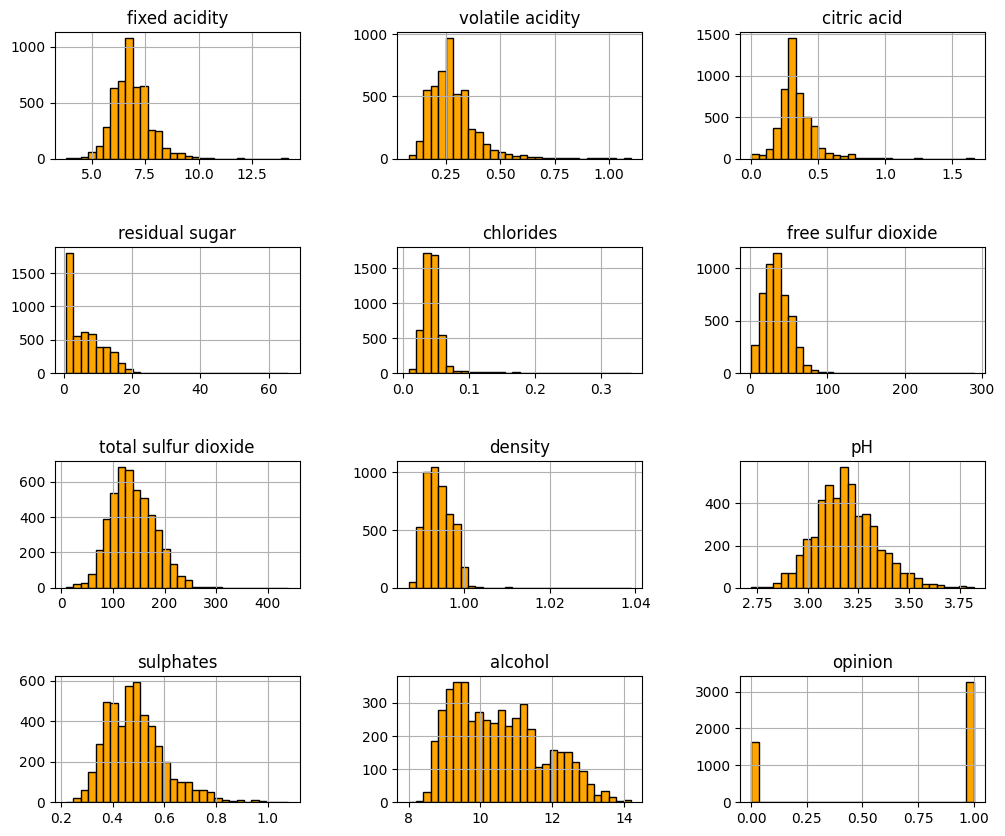 fixed acidity
volatile acidity
citric acid
1000
500
0
5.0 7.5 10.0 12.5
1000
500
0
0.25 0.50 0.75 1.00
1500
1000
500
0
0.0 0.5 1.0 1.5
residual sugar
chlorides
free sulfur dioxide
1500
1000
500
0
0 20 40 60
1500
1000
500
0
0.0 0.1 0.2 0.3
1000
500
0
0 100 200 300
total sulfur dioxide
density
pH
600
400
200
0
0 100 200 300 400
1000
500
0
1.00 1.02 1.04
400
200
0
2.75 3.00 3.25 3.50 3.75
sulphates
alcohol
opinion
600
400
200
0
0.2 0.4 0.6 0.8 1.0
300
200
100
0
8 10 12 14
3000
2000
1000
0
0.00 0.25 0.50 0.75 1.00